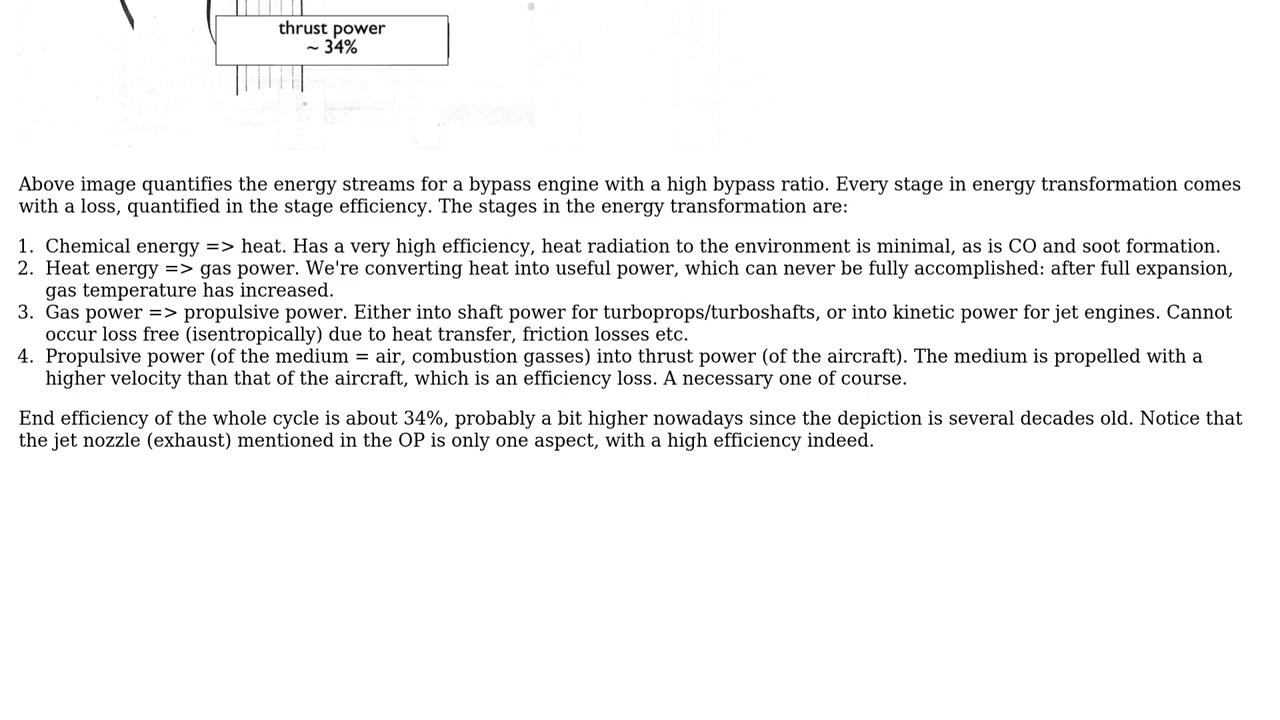 thrust power
~ 34%
Above image quantifies the energy streams for a bypass engine with a high bypass ratio. Every stage in energy transformation comes
with a loss, quantified in the stage efficiency. The stages in the energy transformation are:
1. Chemical energy => heat. Has a very high efficiency, heat radiation to the environment is minimal, as is CO and soot formation.
2. Heat energy => gas power. We're converting heat into useful power, which can never be fully accomplished: after full expansion,
gas temperature has increased.
3. Gas power => propulsive power. Either into shaft power for turboprops/turboshafts, or into kinetic power for jet engines. Cannot
occur loss free (isentropically) due to heat transfer, friction losses etc.
4. Propulsive power (of the medium = air, combustion gasses) into thrust power (of the aircraft). The medium is propelled with a
higher velocity than that of the aircraft, which is an efficiency loss. A necessary one of course.
End efficiency of the whole cycle is about 34%, probably a bit higher nowadays since the depiction is several decades old. Notice that
the jet nozzle (exhaust) mentioned in the OP is only one aspect, with a high efficiency indeed.